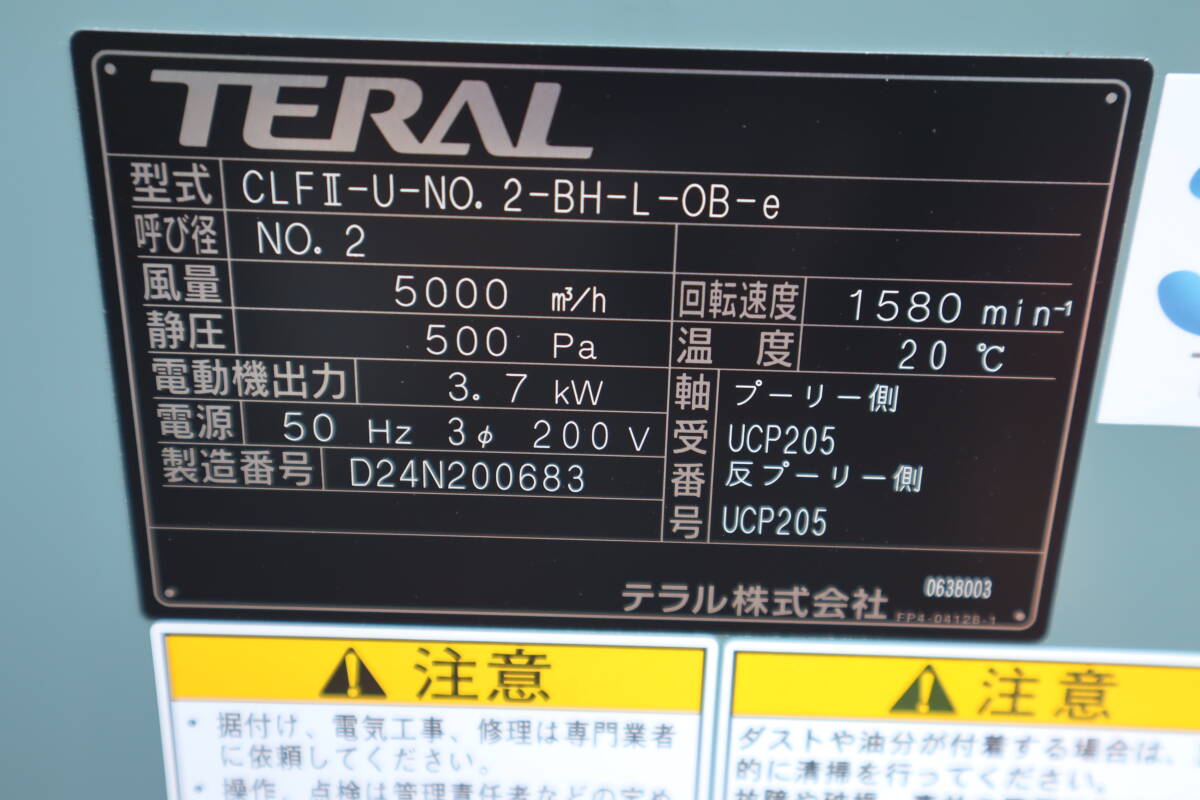 TERAL
型式 CLFⅡ-U-NO. 2-BH-L-OB-e
呼び径 NO. 2
風量 5000 m³/h 回転速度 1580 min⁻¹
静圧 500 Pa 温度 20 ℃
電動機出力 3. 7 kW
電源 50 Hz 3φ 200 V
製造番号 D24N200683
軸受番号 プーリー側
UCP205
反プーリー側
UCP205
テラル株式会社 0638003
FP4-04128-1
注意
・ 据付け、電気工事、修理は専門業者
に依頼してください。
・ 操作、点検は管理責任者などの定め
注意
ダストや油分が付着する場合は、
的に清掃を行ってください。